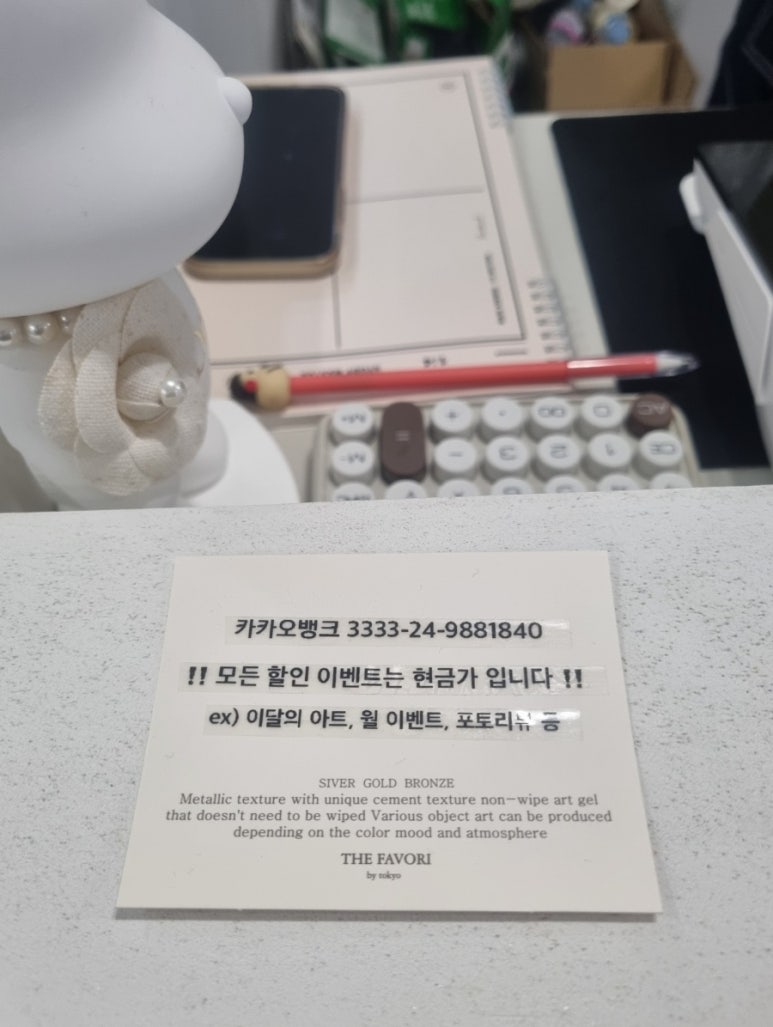 카카오뱅크 3333-24-9881840
!! 모든 할인 이벤트는 현금가 입니다 !!
ex) 이달의 아트, 월 이벤트, 포토리뷰 등
SIVER GOLD BRONZE
Metallic texture with unique cement texture non-wipe art gel
that doesn't need to be wiped Various object art can be produced
depending on the color mood and atmosphere
THE FAVORI
by tokyo